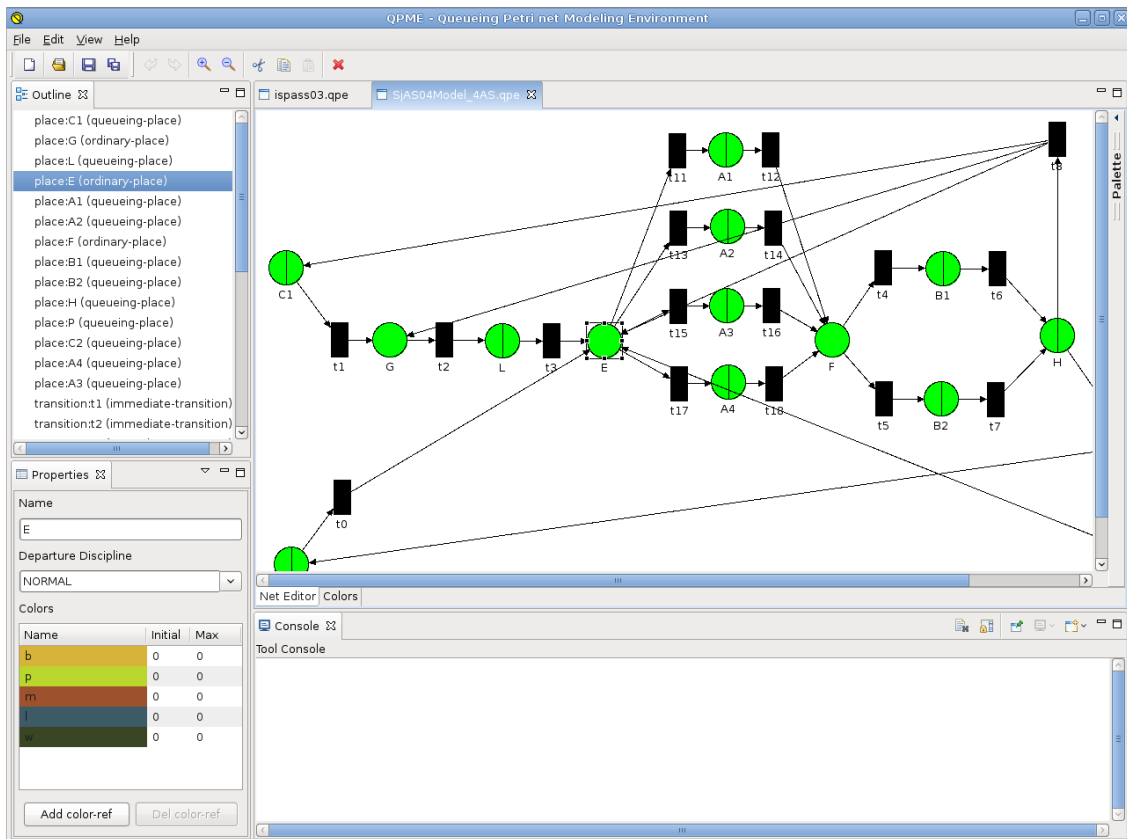 QPME - Queueing Petri net Modeling Environment
File Edit View Help
Outline
place:C1 (queueing-place)
place:G (ordinary-place)
place:L (queueing-place)
place:E (ordinary-place)
place:A1 (queueing-place)
place:A2 (queueing-place)
place:F (ordinary-place)
place:B1 (queueing-place)
place:B2 (queueing-place)
place:H (queueing-place)
place:P (queueing-place)
place:C2 (queueing-place)
place:A4 (queueing-place)
place:A3 (queueing-place)
transition:t1 (immediate-transition)
transition:t2 (immediate-transition)
Properties
Name
E
Departure Discipline
NORMAL
Colors
Name Initial Max
b 0 0
p 0 0
m 0 0
l 0 0
w 0 0
Add color-ref Del color-ref
ispass03.qpe SjAS04Model_4AS.qpe
t11 A1 t12 t8
t13 A2 t14
C1 t4 B1 t6
t15 A3 t16
t1 G t2 L t3 E F H
t17 A4 t18
t5 B2 t7
t0
Palette
Net Editor Colors
Console
Tool Console